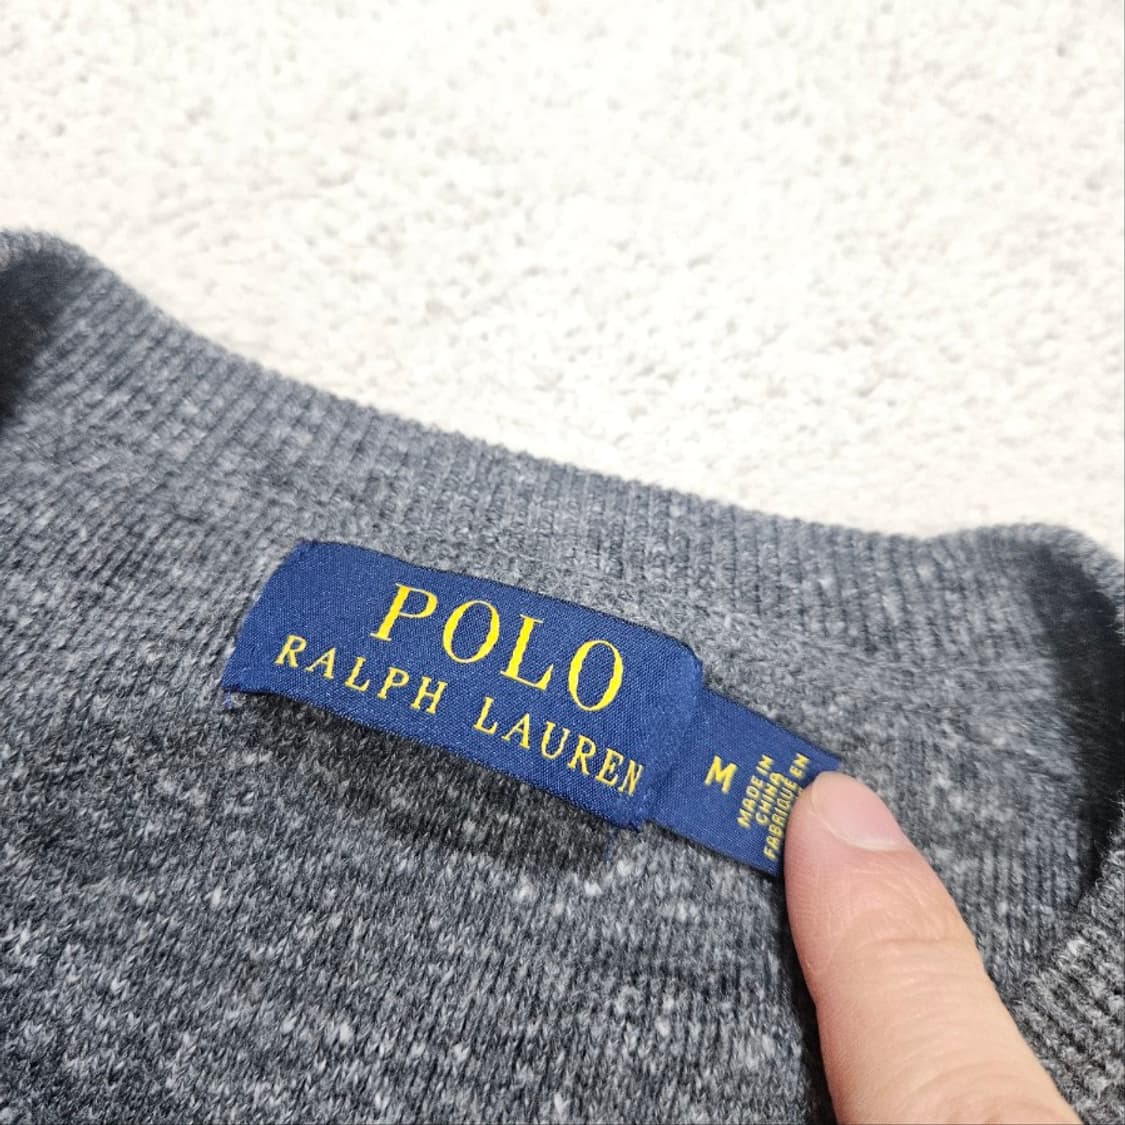 POLO
RALPH LAUREN
M
MADE IN
CHINA
FABRIQUÉ EN